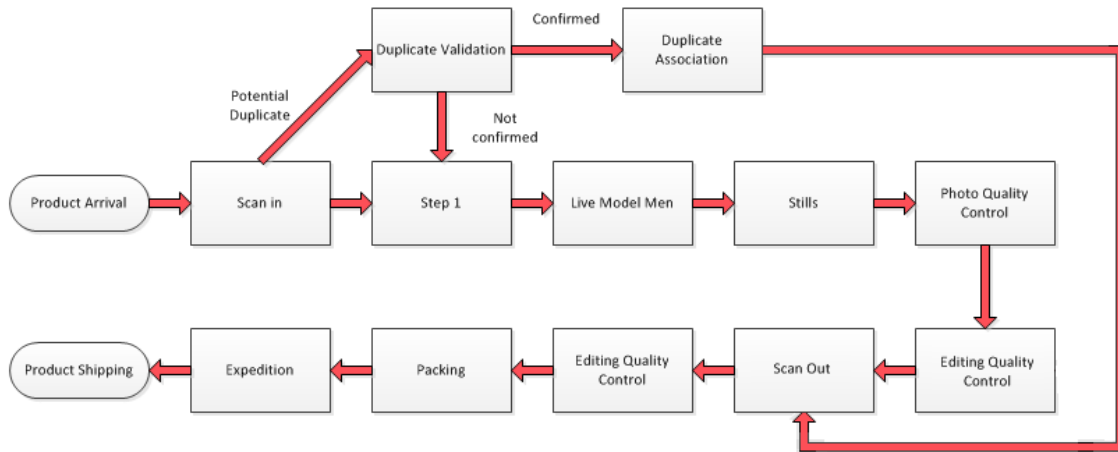 Confirmed
Duplicate Validation
Duplicate
Association
Potential
Duplicate
Not
confirmed
Product Arrival
Scan in
Step 1
Live Model Men
Stills
Photo Quality
Control
Product Shipping
Expedition
Packing
Editing Quality
Control
Scan Out
Editing Quality
Control